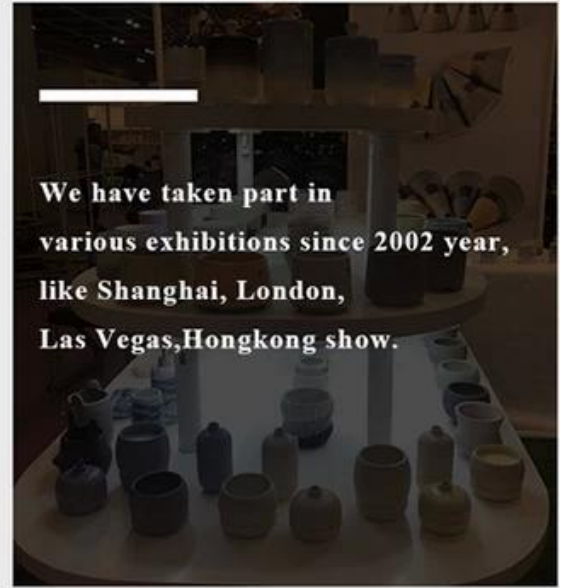 We have taken part in
various exhibitions since 2002 year,
like Shanghai, London,
Las Vegas,Hongkong show.